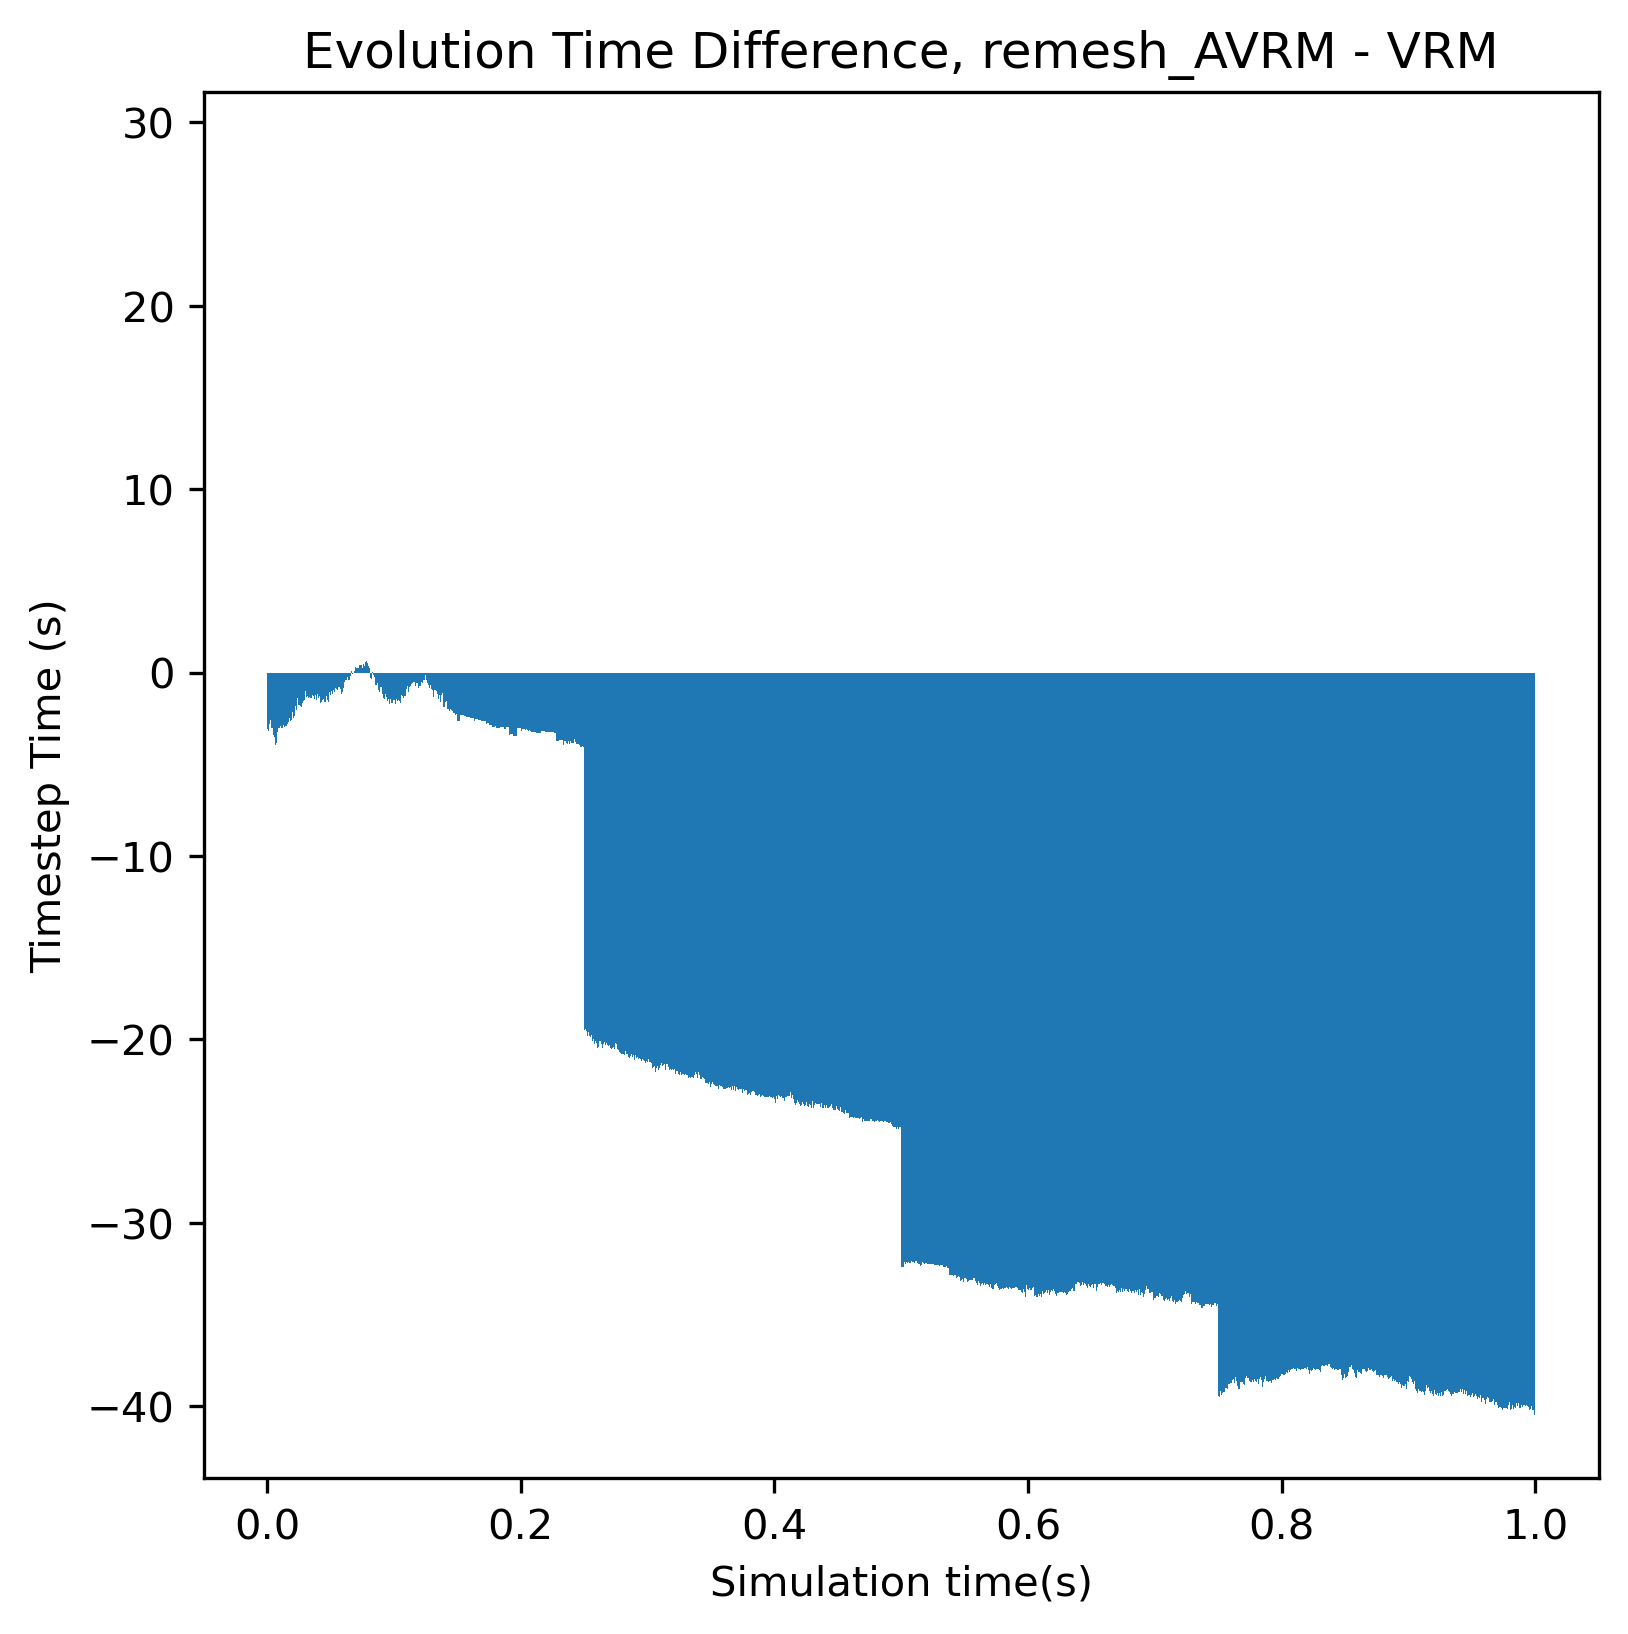 Evolution Time Difference, remesh_AVRM - VRM
30
20
10
0
−10
−20
−30
−40
Timestep Time (s)
0.0 0.2 0.4 0.6 0.8 1.0
Simulation time(s)